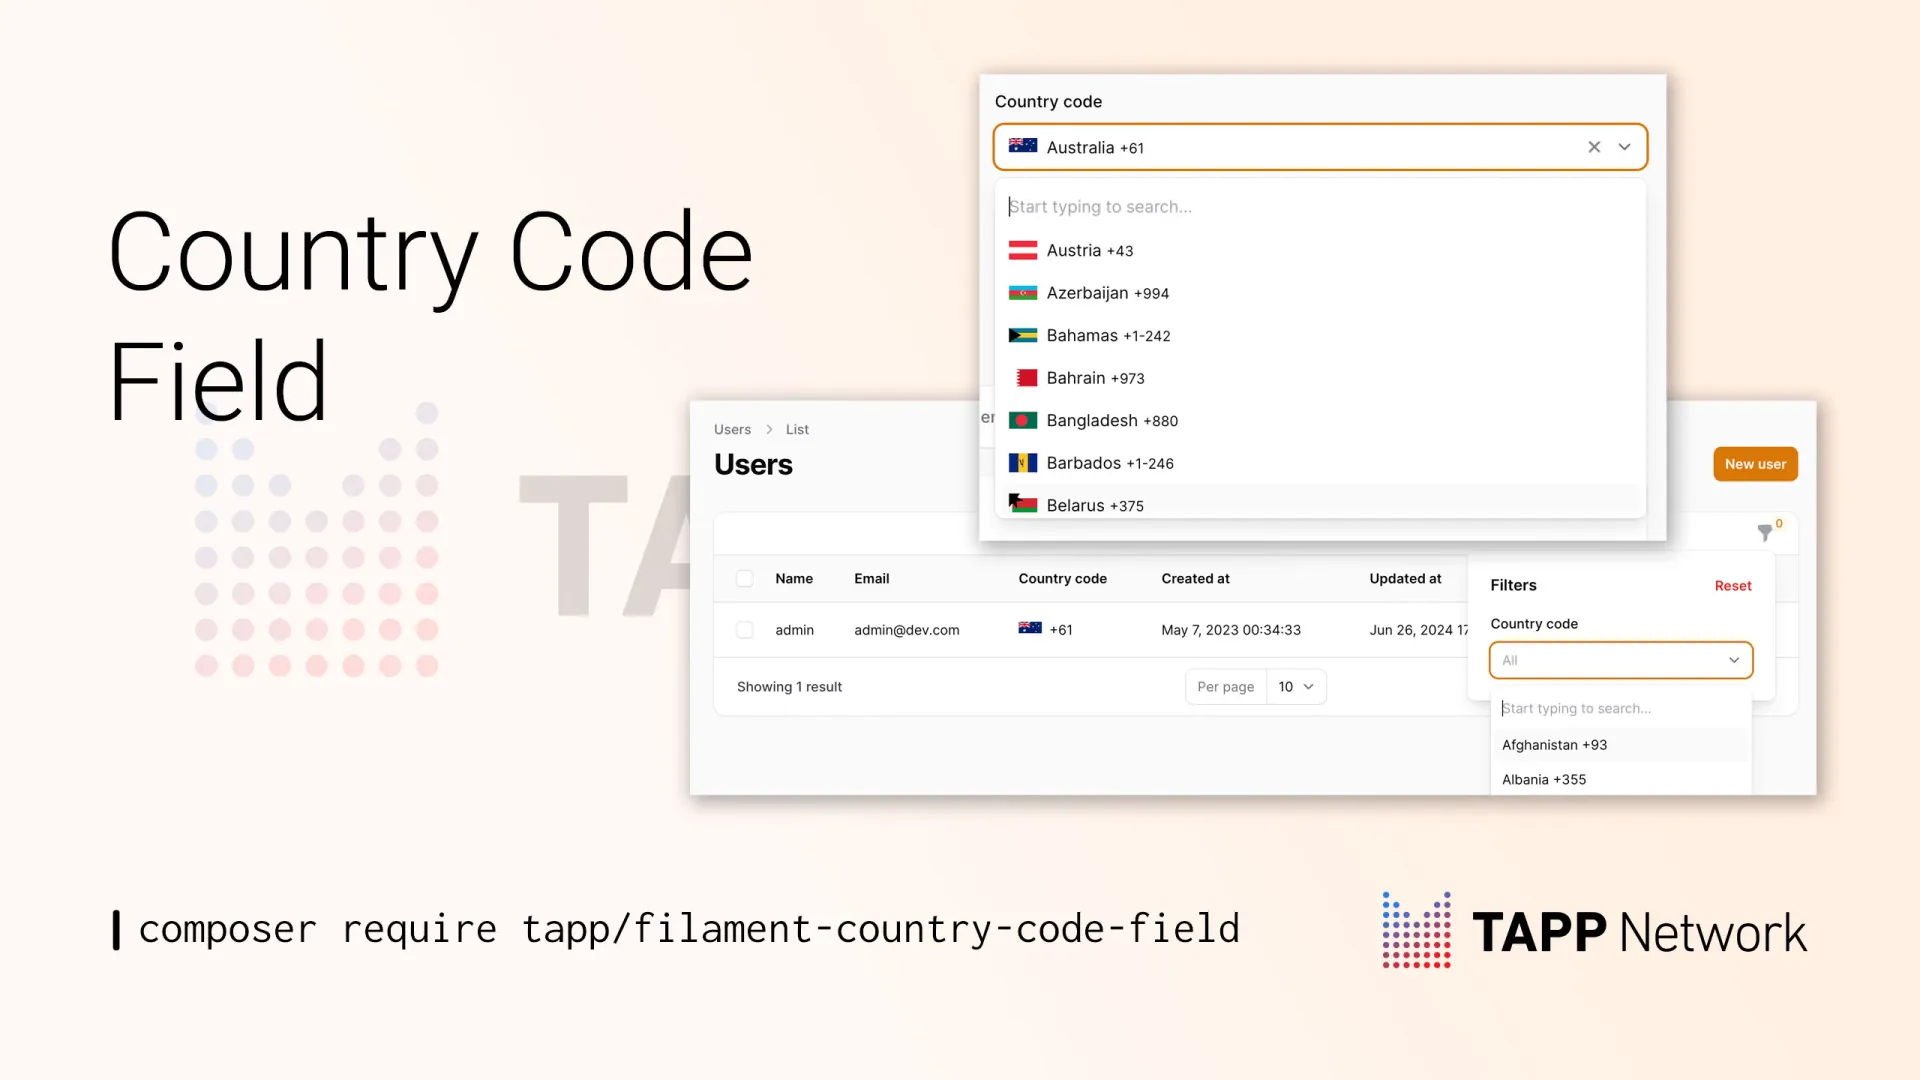 Country Code
Field
Country code
Australia +61
Start typing to search...
Austria +43
Azerbaijan +994
Bahamas +1-242
Bahrain +973
Bangladesh +880
Barbados +1-246
Belarus +375
Users > List
Users
New user
0
Name Email Country code Created at Updated at
admin admin@dev.com +61 May 7, 2023 00:34:33 Jun 26, 2024 17
Showing 1 result
Per page 10
Filters Reset
Country code
All
Start typing to search...
Afghanistan +93
Albania +355
composer require tapp/filament-country-code-field
TAPP Network